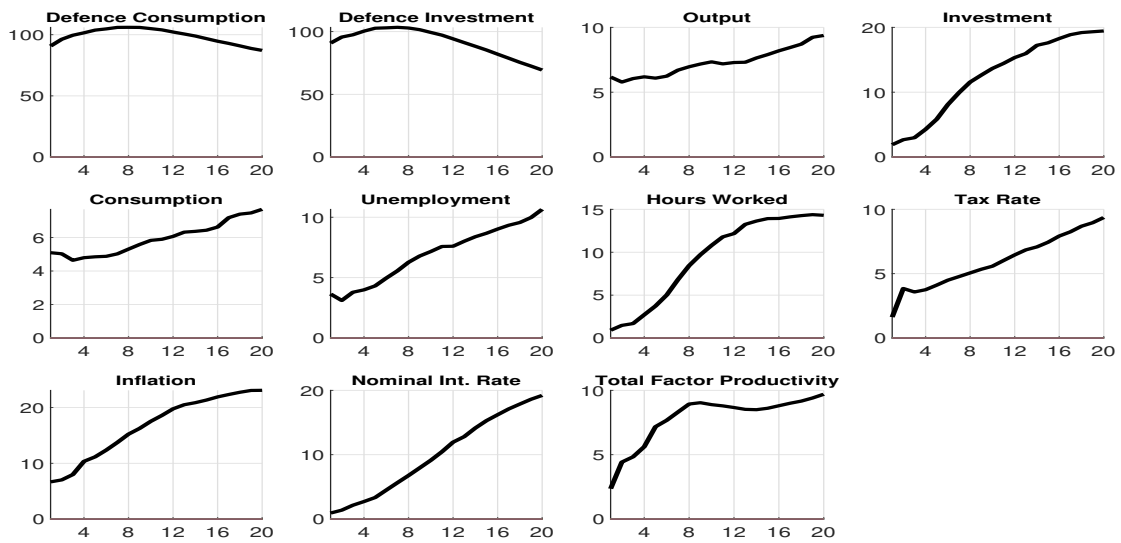 Defence Consumption
100
50
0
4 8 12 16 20
Defence Investment
100
50
0
4 8 12 16 20
Output
10
5
0
4 8 12 16 20
Investment
20
10
0
4 8 12 16 20
Consumption
6
4
2
0
4 8 12 16 20
Unemployment
10
5
0
4 8 12 16 20
Hours Worked
15
10
5
0
4 8 12 16 20
Tax Rate
10
5
0
4 8 12 16 20
Inflation
20
10
0
4 8 12 16 20
Nominal Int. Rate
20
10
0
4 8 12 16 20
Total Factor Productivity
10
5
0
4 8 12 16 20